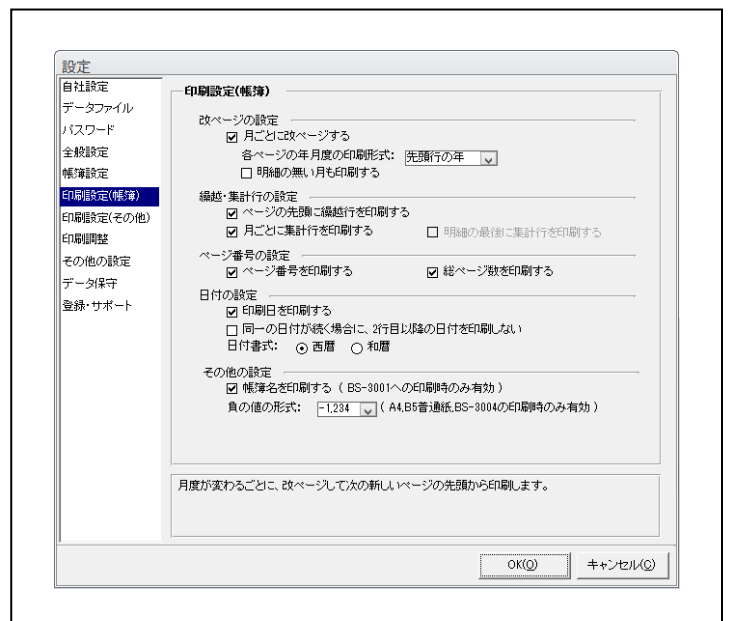 設定
自社設定
データファイル
パスワード
全般設定
帳簿設定
印刷設定(帳簿)
印刷設定(その他)
印刷調整
その他の設定
データ保守
登録・サポート
印刷設定(帳簿)
改ページの設定
月ごとに改ページする
各ページの年月度の印刷形式: 先頭行の年
明細の無い月も印刷する
繰越・集計行の設定
ページの先頭に繰越行を印刷する
月ごとに集計行を印刷する 明細の最後に集計行を印刷する
ページ番号の設定
ページ番号を印刷する 総ページ数を印刷する
日付の設定
印刷日を印刷する
同一の日付が続く場合に、2行目以降の日付を印刷しない
日付書式: 西暦 和暦
その他の設定
帳簿名を印刷する ( BS-3001への印刷時のみ有効 )
負の値の形式: -1,234 ( A4,B5普通紙,BS-3004の印刷時のみ有効 )
月度が変わるごとに、改ページして次の新しいページの先頭から印刷します。
OK(O) キャンセル(C)